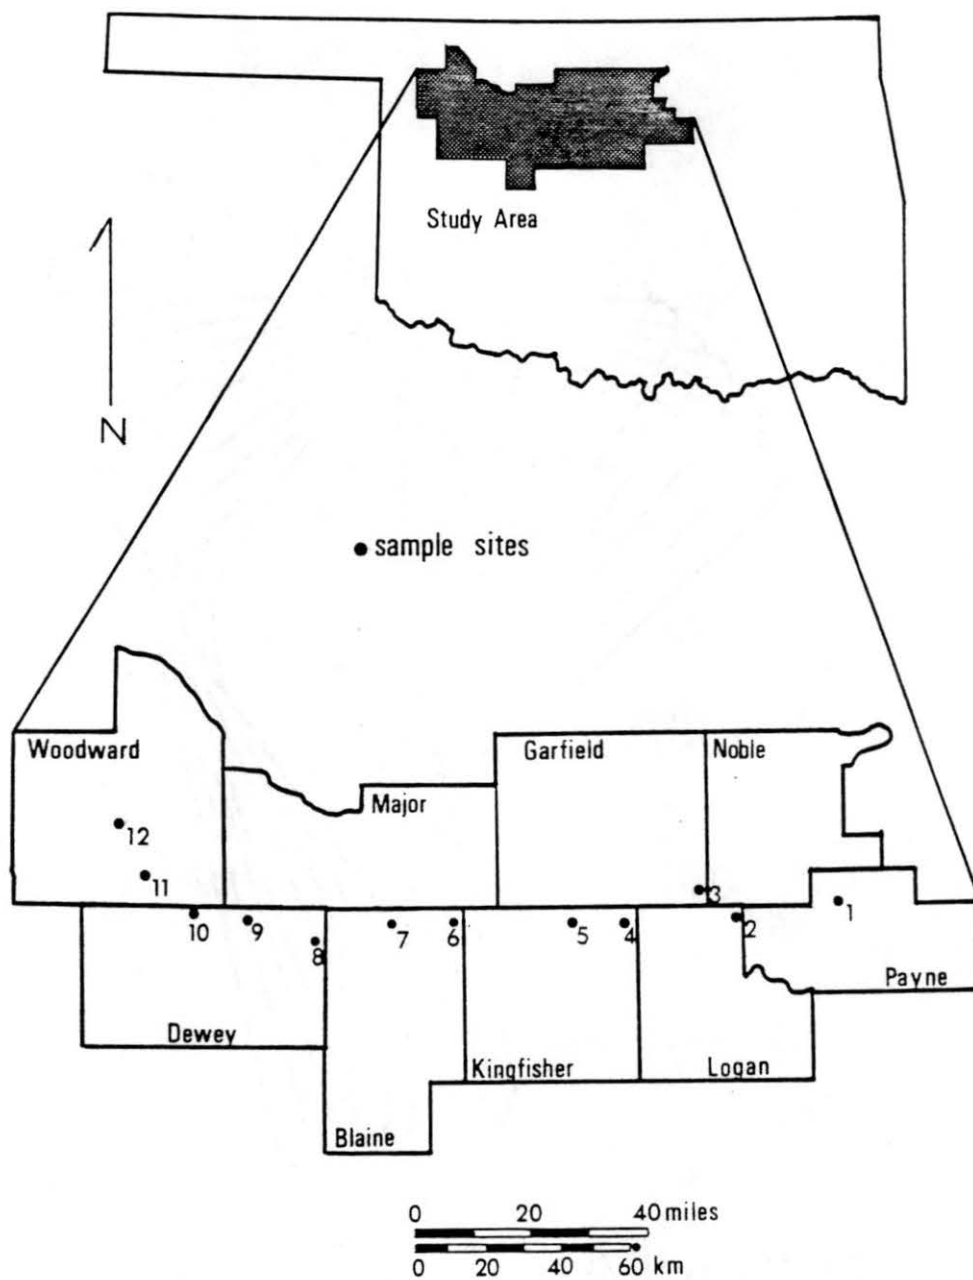 Study Area
N
sample sites
Woodward
Garfield
Noble
Major
12
11
3
1
10
9
8
7
6
5
4
2
Payne
Dewey
Kingfisher
Logan
Blaine
0 20 40 miles
0 20 40 60 km